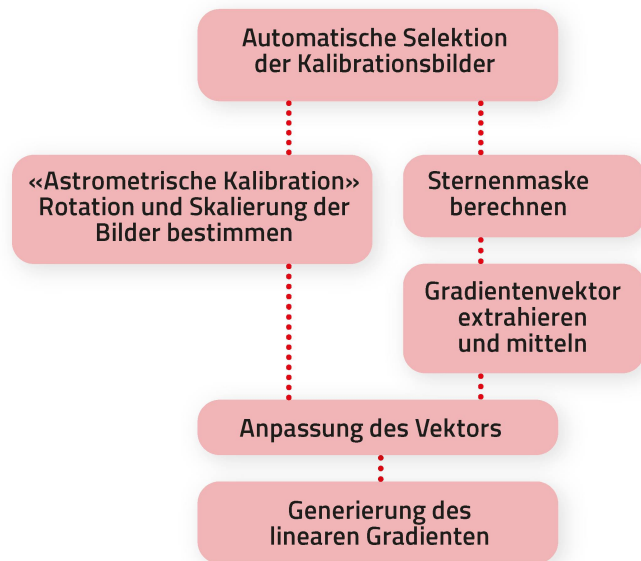 Automatische Selektion
der Kalibrationsbilder
«Astrometrische Kalibration»
Rotation und Skalierung der
Bilder bestimmen
Sternenmaske
berechnen
Gradientenvektor
extrahieren
und mitteln
Anpassung des Vektors
Generierung des
linearen Gradienten